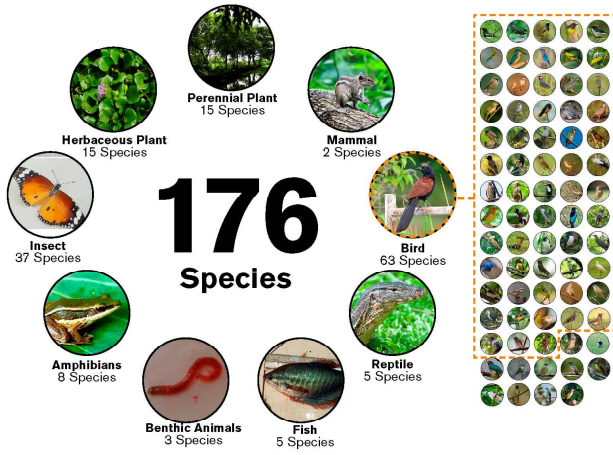 Perennial Plant
15 Species
Herbaceous Plant
15 Species
Mammal
2 Species
176
Species
Insect
37 Species
Bird
63 Species
Amphibians
8 Species
Reptile
5 Species
Benthic Animals
3 Species
Fish
5 Species